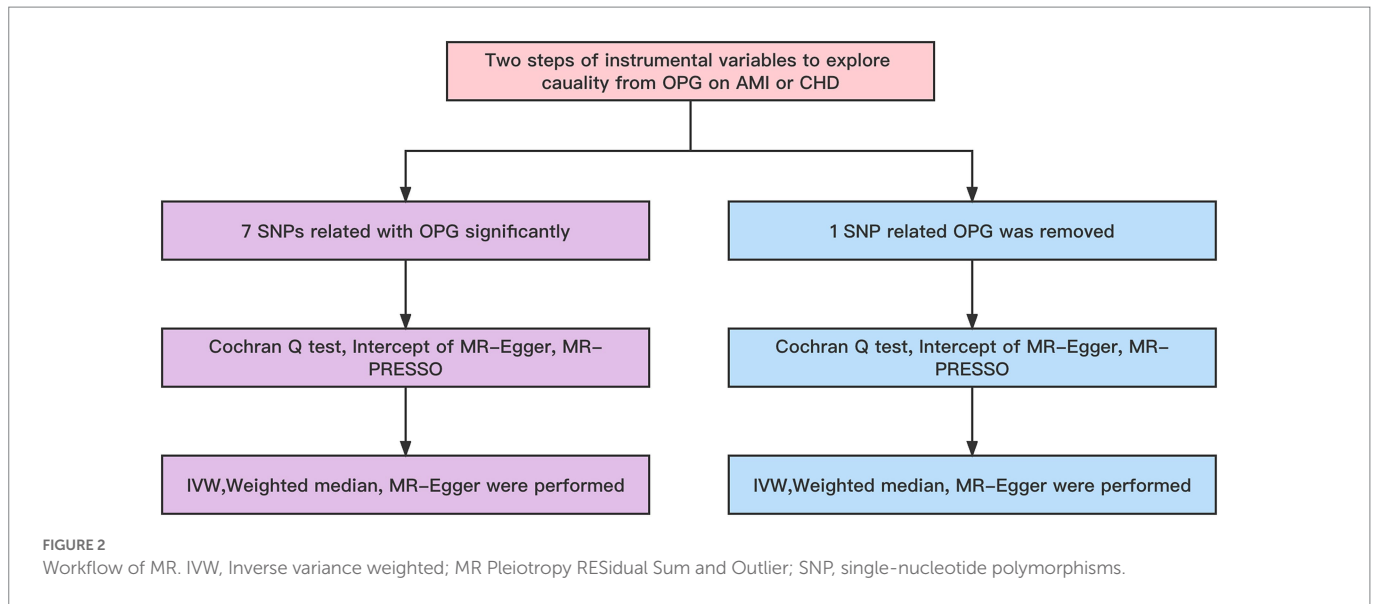 Two steps of instrumental variables to explore
cauality from OPG on AMI or CHD
7 SNPs related with OPG significantly
1 SNP related OPG was removed
Cochran Q test, Intercept of MR–Egger, MR–
PRESSO
Cochran Q test, Intercept of MR–Egger, MR–
PRESSO
IVW,Weighted median, MR–Egger were performed
IVW,Weighted median, MR–Egger were performed
FIGURE 2
Workflow of MR. IVW, Inverse variance weighted; MR Pleiotropy RESidual Sum and Outlier; SNP, single-nucleotide polymorphisms.